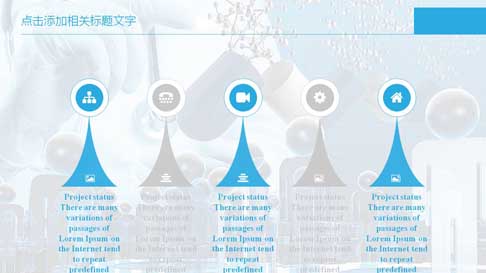 点击添加相关标题文字
Project status
There are many
variations of
passages of
Lorem Ipsum on
the Internet tend
to repeat
predefined
Project status
There are many
variations of
passages of
Lorem Ipsum on
the Internet tend
to repeat
predefined
Project status
There are many
variations of
passages of
Lorem Ipsum on
the Internet tend
to repeat
predefined
Project status
There are many
variations of
passages of
Lorem Ipsum on
the Internet tend
to repeat
predefined
Project status
There are many
variations of
passages of
Lorem Ipsum on
the Internet tend
to repeat
predefined